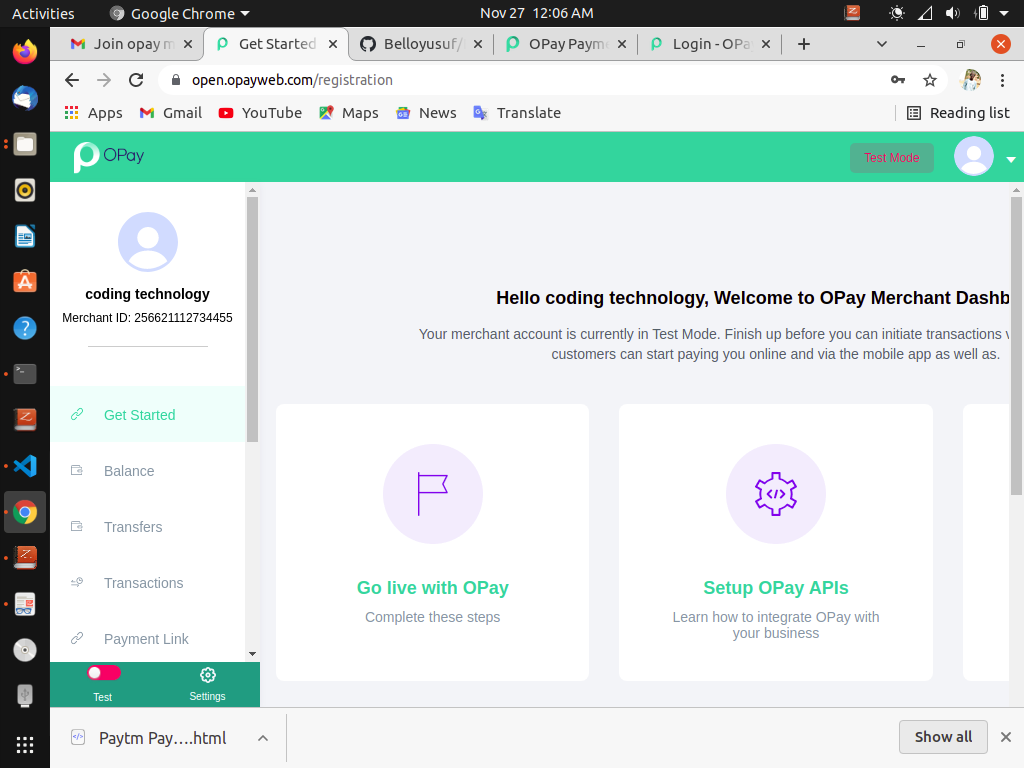 Activities
Google Chrome
Nov 27 12:06 AM
Join opay m
Get Started
Belloyusuf/
OPay Payme
Login - OPa
open.opayweb.com/registration
Apps
Gmail
YouTube
Maps
News
Translate
Reading list
OPay
Test Mode
coding technology
Merchant ID: 256621112734455
Get Started
Balance
Transfers
Transactions
Payment Link
Test
Settings
Hello coding technology, Welcome to OPay Merchant Dashb
Your merchant account is currently in Test Mode. Finish up before you can initiate transactions
customers can start paying you online and via the mobile app as well as.
Go live with OPay
Complete these steps
Setup OPay APIs
Learn how to integrate OPay with
your business
Paytm Pay....html
Show all